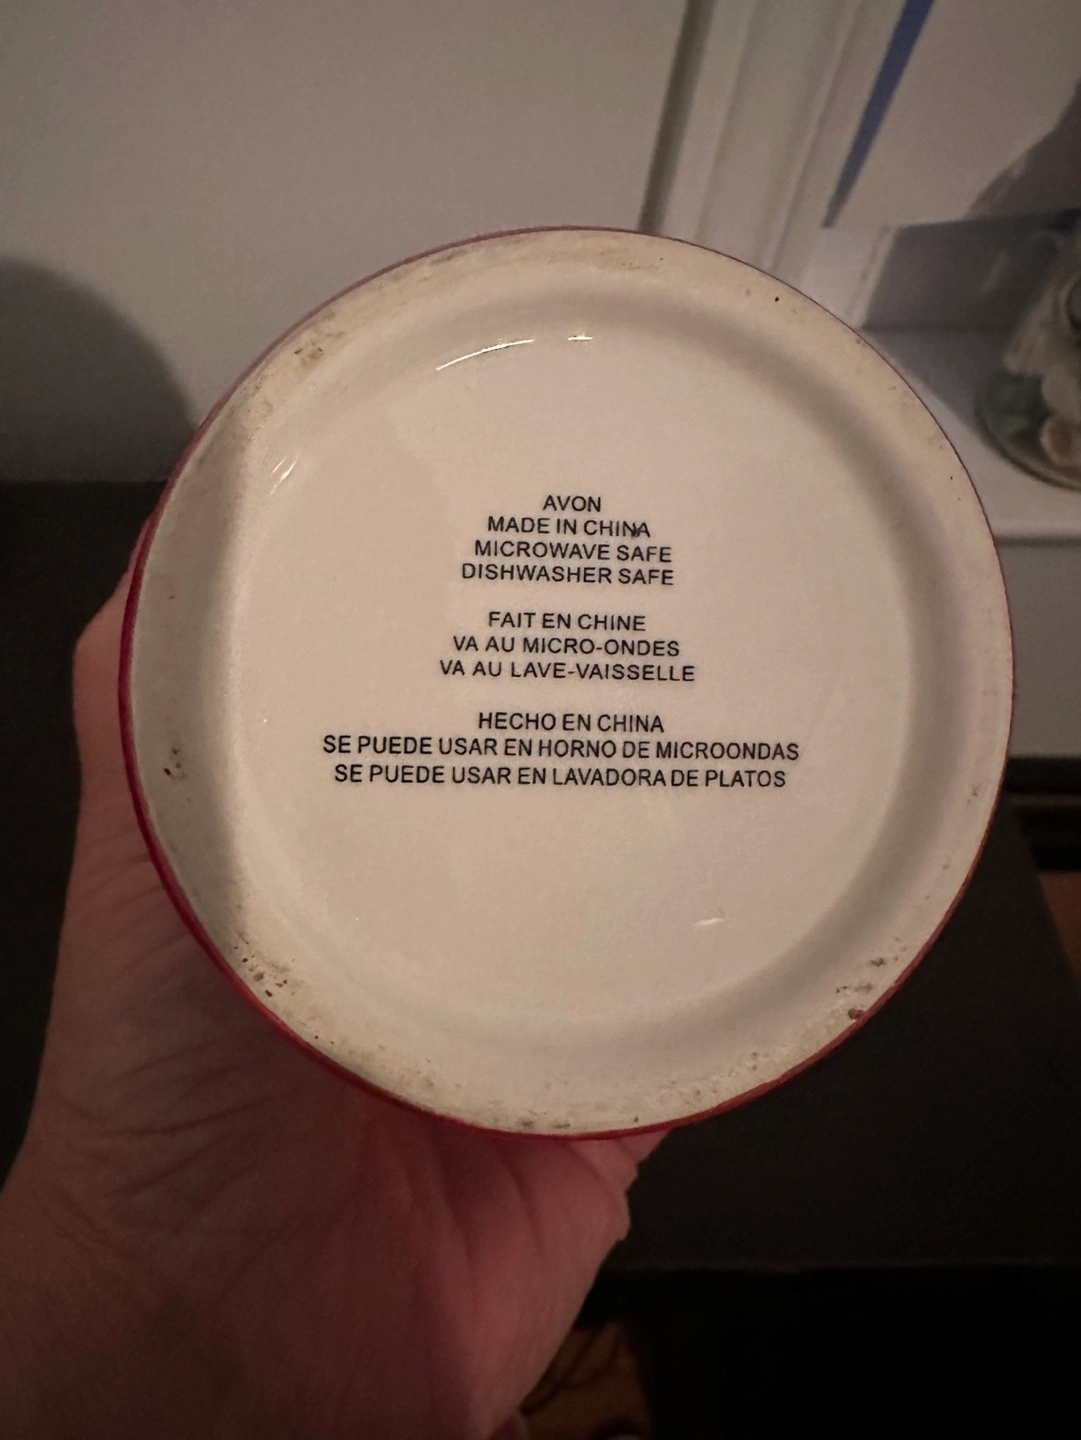 AVON
MADE IN CHINA
MICROWAVE SAFE
DISHWASHER SAFE
FAIT EN CHINE
VA AU MICRO-ONDES
VA AU LAVE-VAISSELLE
HECHO EN CHINA
SE PUEDE USAR EN HORNO DE MICROONDAS
SE PUEDE USAR EN LAVADORA DE PLATOS